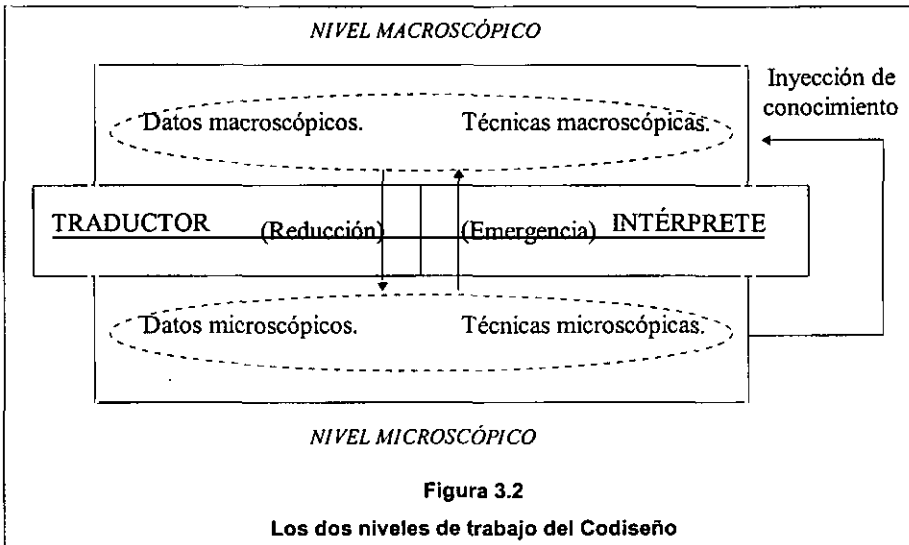 NIVEL MACROSCÓPICO
Inyección de
conocimiento
Datos macroscópicos. Técnicas macroscópicas.
TRADUCTOR (Reducción) (Emergencia) INTÉRPRETE
Datos microscópicos. Técnicas microscópicas.
NIVEL MICROSCÓPICO
Figura 3.2
Los dos niveles de trabajo del Codiseño